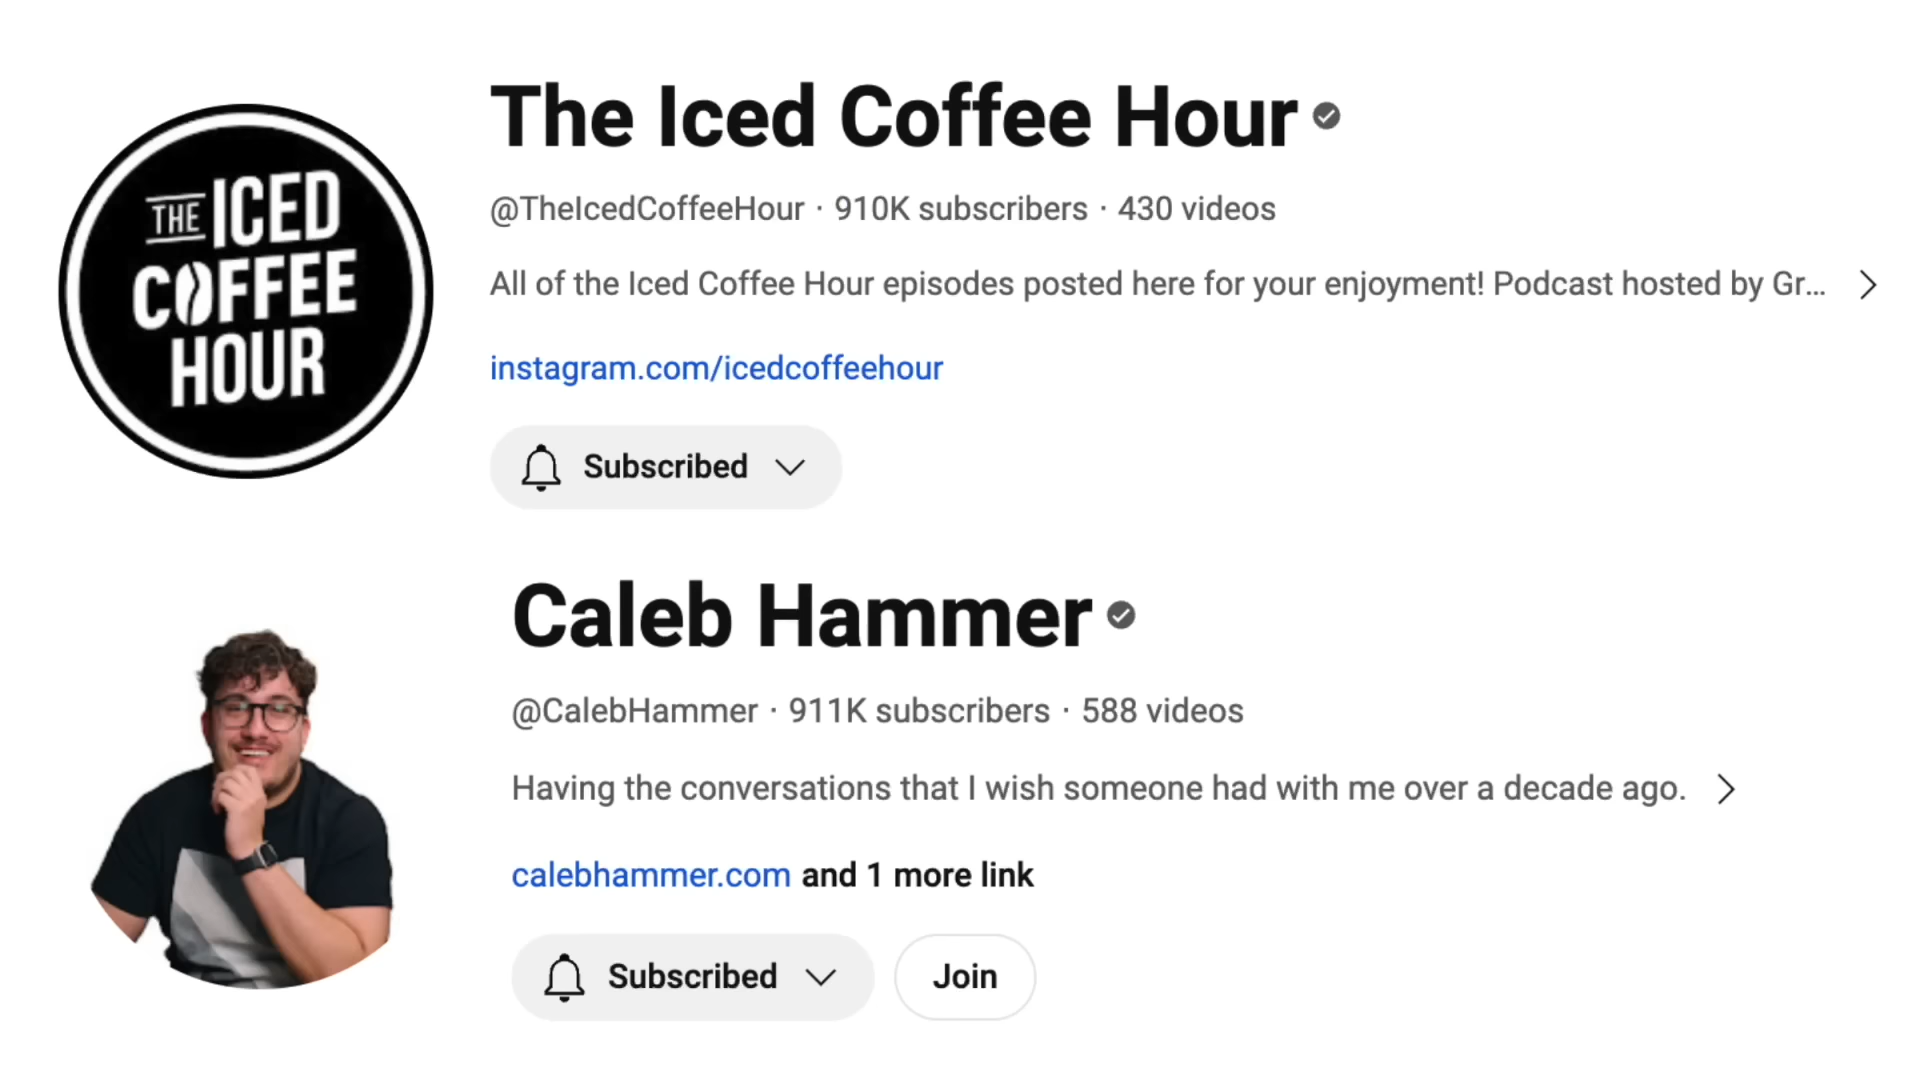 THE ICED
COFFEE
HOUR
The Iced Coffee Hour
@TheIcedCoffeeHour · 910K subscribers · 430 videos
All of the Iced Coffee Hour episodes posted here for your enjoyment! Podcast hosted by Gr...
instagram.com/icedcoffeehour
Subscribed
Caleb Hammer
@CalebHammer · 911K subscribers · 588 videos
Having the conversations that I wish someone had with me over a decade ago.
calebhammer.com and 1 more link
Subscribed
Join